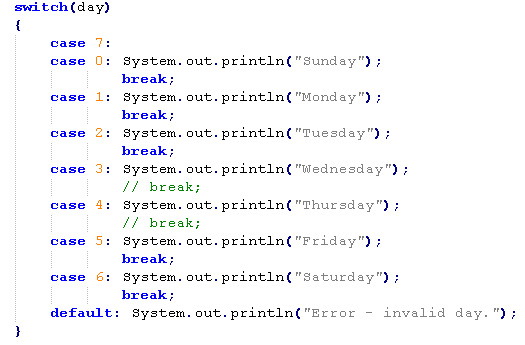 switch(day)
{
case 7:
case 0: System.out.println("Sunday");
break;
case 1: System.out.println("Monday");
break;
case 2: System.out.println("Tuesday");
break;
case 3: System.out.println("Wednesday");
// break;
case 4: System.out.println("Thursday");
// break;
case 5: System.out.println("Friday");
break;
case 6: System.out.println("Saturday");
break;
default: System.out.println("Error - invalid day.");
}